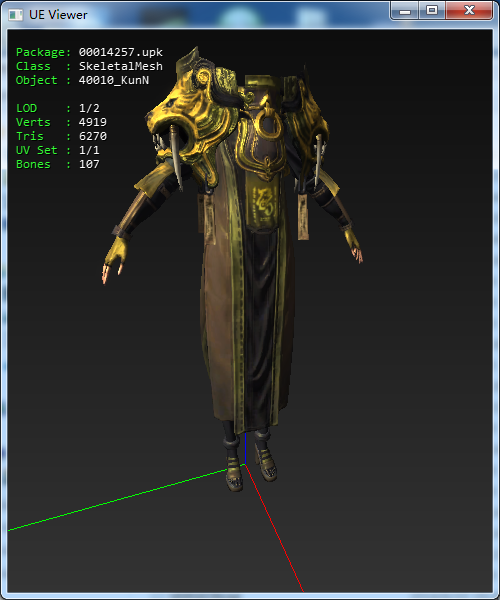 UE Viewer
Package: 00014257.upk
Class : SkeletalMesh
Object : 40010_KunN
LOD : 1/2
Verts : 4919
Tris : 6270
UV Set : 1/1
Bones : 107